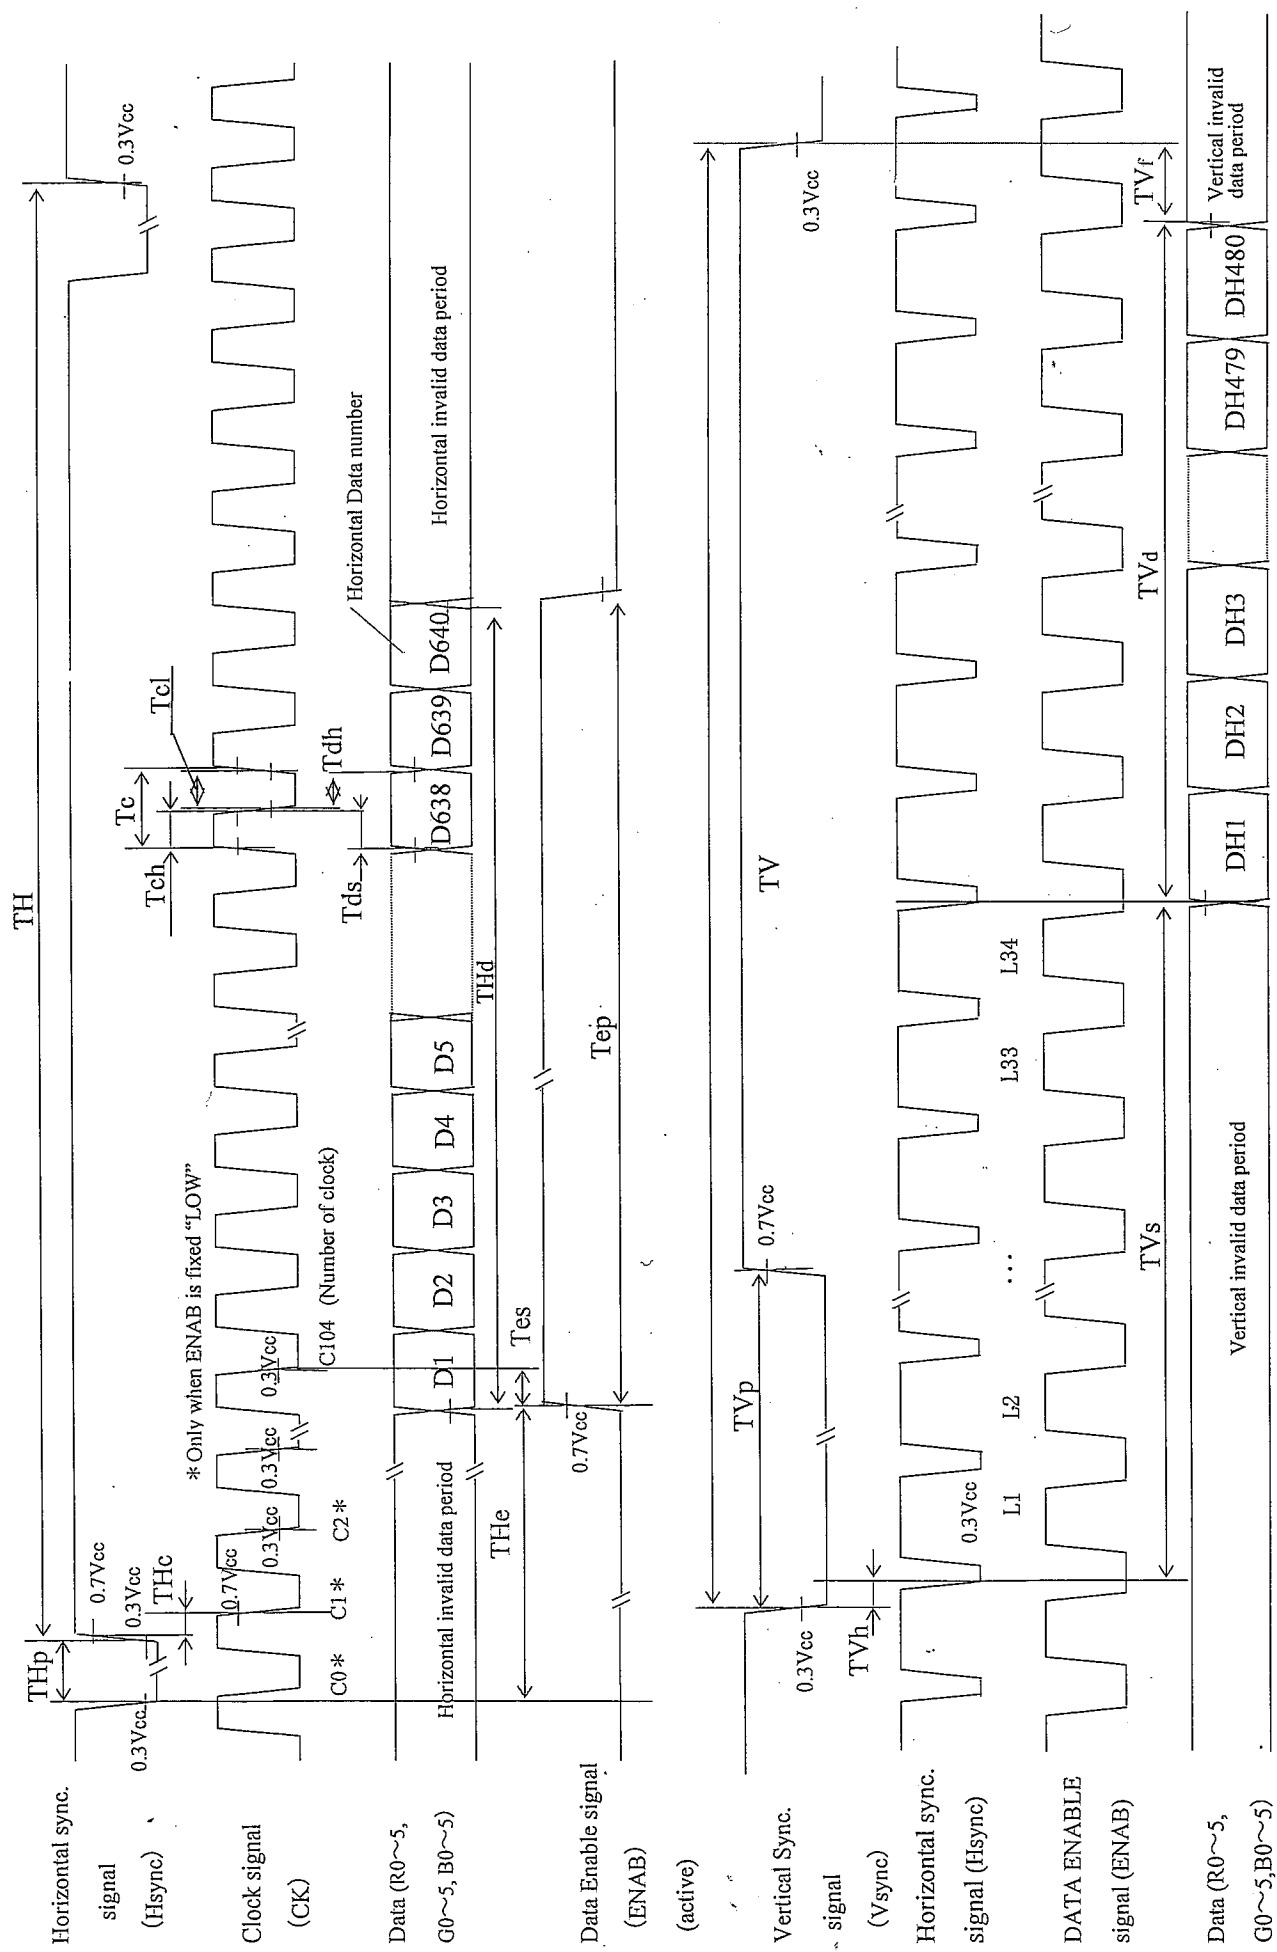 Horizontal sync.
signal
(Hsync)
THp
TH
0.3Vcc
0.7Vcc
0.3Vcc
THc
0.3Vcc
Clock signal
(CK)
*Only when ENAB is fixed “LOW”
0.7Vcc
0.3Vcc
0.3Vcc
0.3Vcc
C0*
C1*
C2*
C104 (Number of clock)
Tch
Tc
Tcl
Tds
Tdh
Data (R0~5,
G0~5, B0~5)
Horizontal invalid data period
D1
D2
D3
D4
D5
D638
D639
D640
Horizontal Data number
Horizontal invalid data period
THe
Tes
THd
Data Enable signal
(ENAB)
(active)
0.7Vcc
Tep
Vertical Sync.
signal
(Vsync)
TV
TVp
0.7Vcc
0.3Vcc
0.3Vcc
TVh
Horizontal sync.
signal (Hsync)
0.3Vcc
L1
L2
...
L33
L34
DATA ENABLE
signal (ENAB)
TVs
TVd
TVf
Data (R0~5,
G0~5,B0~5)
Vertical invalid data period
DH1
DH2
DH3
DH479
DH480
Vertical invalid
data period